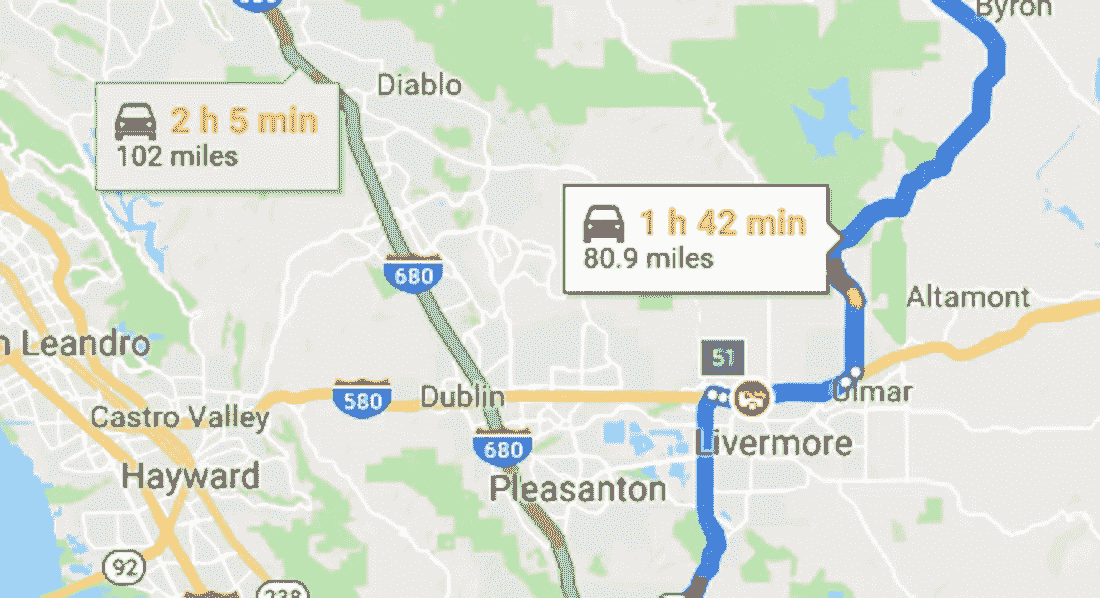 Byron
Diablo
2 h 5 min
102 miles
1 h 42 min
80.9 miles
680
Altamont
n Leandro
51
580
Dublin
Ulmar
Castro Valley
680
Livermore
Hayward
Pleasanton
92
238